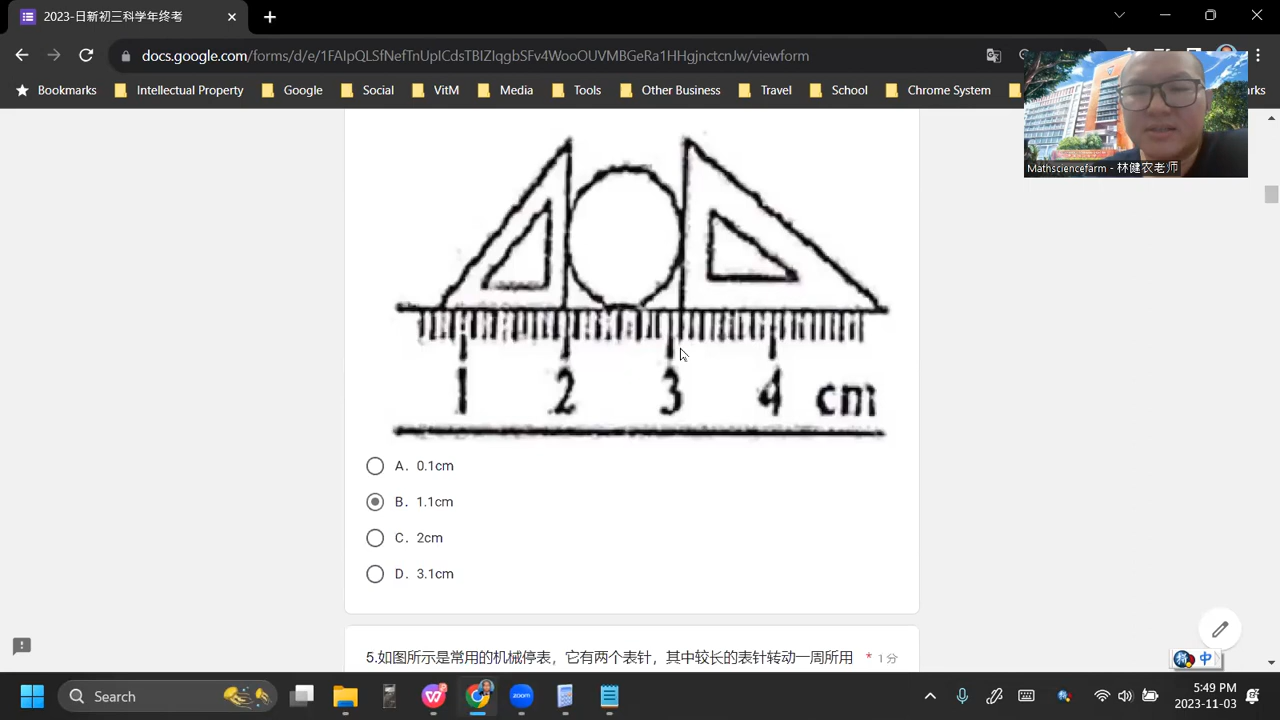 2023-日新初三科学年终考
docs.google.com/forms/d/e/1FAIpQLSfNefTnUpICdsTBIZIqgbSEy4WooOUVMBGeRa1HHgjnctcnJw/viewform
Bookmarks Intellectual Property Google Social VitM Media Tools Other Business Travel School Chrome System
Mathsciencefarm - 林健农老师
1 2 3 4 cm
A. 0.1cm
B. 1.1cm
C. 2cm
D. 3.1cm
5.如图所示是常用的机械停表，它有两个表针，其中较长的表针转动一周所用 * 1 分
中
Search
zoom
5:49 PM
2023-11-03